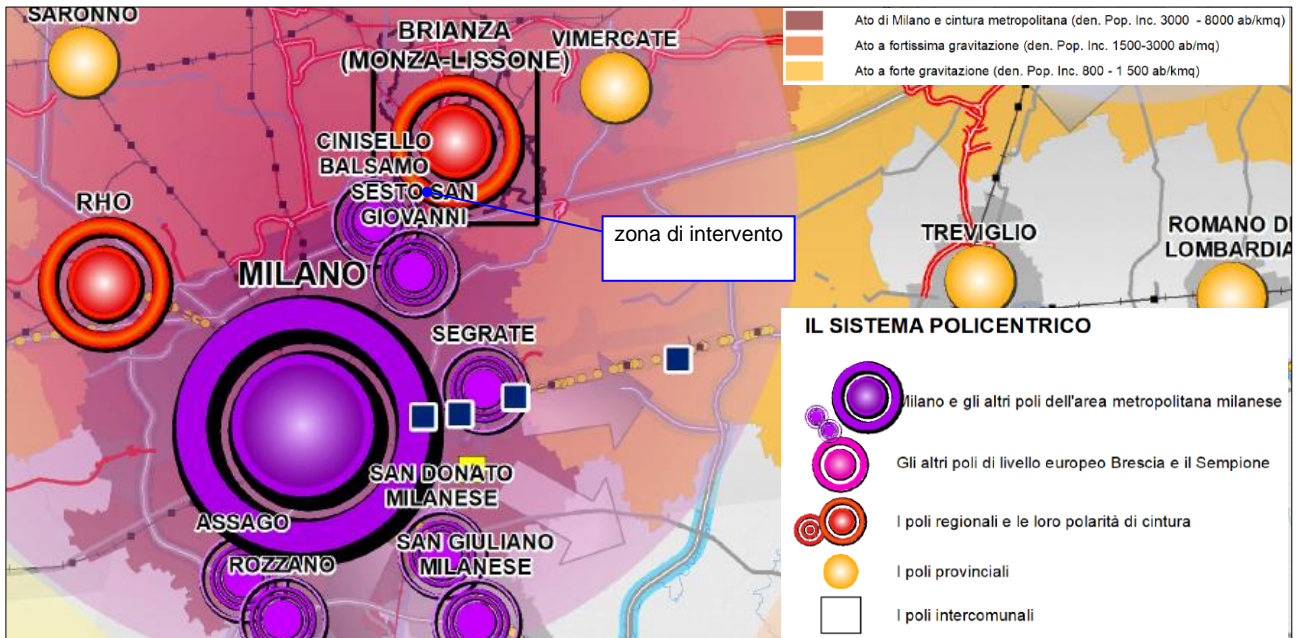 SARONNO
BRIANZA
(MONZA-LISSONE)
VIMERCATE
Ato di Milano e cintura metropolitana (den. Pop. Inc. 3000 - 8000 ab/kmq)
Ato a fortissima gravitazione (den. Pop. Inc. 1500-3000 ab/mq)
Ato a forte gravitazione (den. Pop. Inc. 800 - 1 500 ab/kmq)
CINISELLO
BALSAMO
SESTO SAN
GIOVANNI
RHO
zona di intervento
TREVIGLIO
ROMANO DI
LOMBARDIA
MILANO
SEGRATE
SAN DONATO
MILANESE
ASSAGO
SAN GIULIANO
MILANESE
ROZZANO
IL SISTEMA POLICENTRICO
Milano e gli altri poli dell'area metropolitana milanese
Gli altri poli di livello europeo Brescia e il Sempione
I poli regionali e le loro polarità di cintura
I poli provinciali
I poli intercomunali